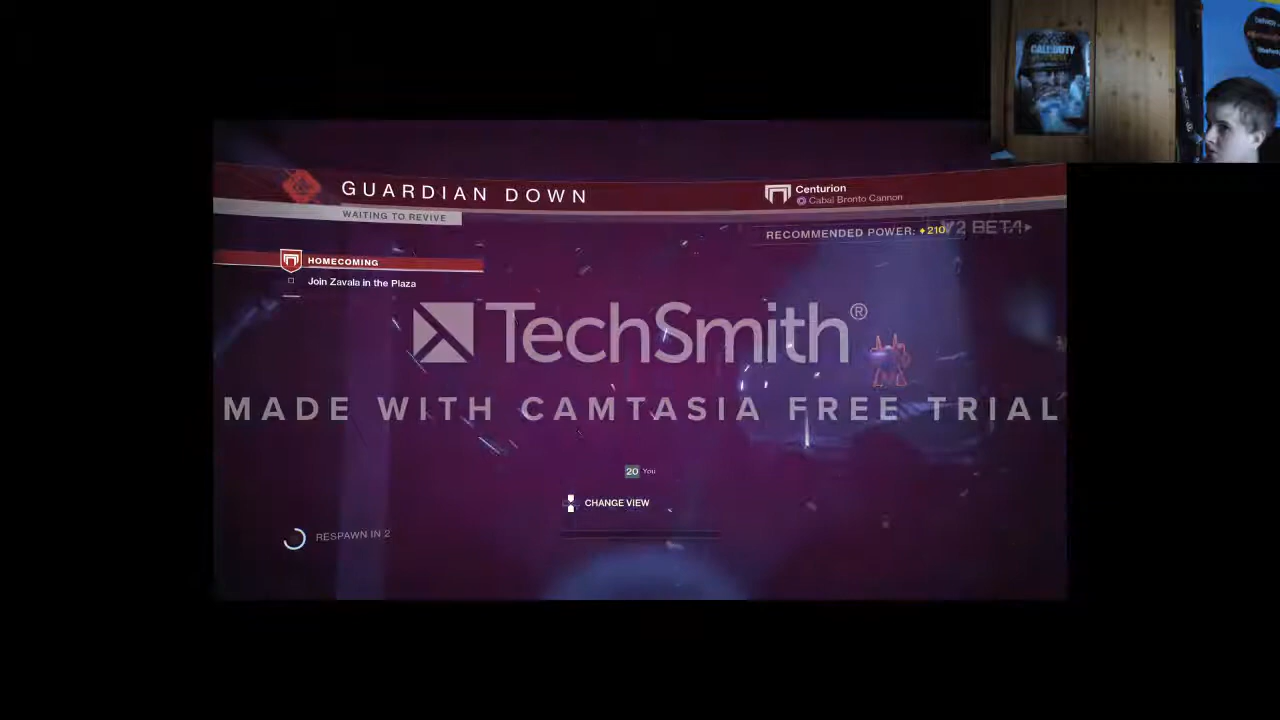 CALL OF DUTY
GUARDIAN DOWN
WAITING TO REVIVE
Centurion
Cabal Bronto Cannon
RECOMMENDED POWER: 210
BETA
HOMECOMING
Join Zavala in the Plaza
TechSmith®
MADE WITH CAMTASIA FREE TRIAL
20 You
CHANGE VIEW
RESPAWN IN 2